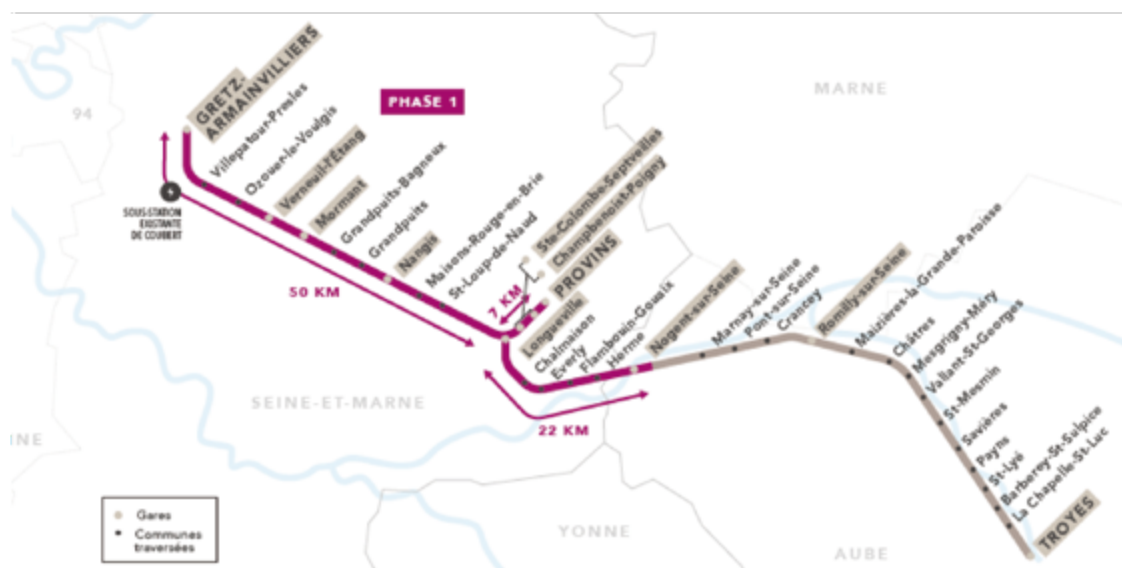 GRETZ-
ARMAINVILLIERS
Villepatour-Presles
Ozouer-le-Voulgis
Verneuil-l'Étang
Mormant
Grandpuits-Bagneux
Grandpuits
Nangis
Maisons-Rouge-en-Brie
St-Loup-de-Naud
Ste-Colombe-Septveilles
Champbenoist-Poigny
PROVINS
Longueville
Chalmaison
Everly
Flambouin-Gouaix
Herme
Nogent-sur-Seine
Marnay-sur-Seine
Pont-sur-Seine
Crancey
Romilly-sur-Seine
Maizières-la-Grande-Paroisse
Châtres
Mesgrigny-Méry
Vallant-St-Georges
St-Mesmin
Savières
Payns
St-Lyé
Barberey-St-Sulpice
La Chapelle-St-Luc
TROYES
PHASE 1
MARNE
94
SOUS-STATION
EXISTANTE
DE COUBERT
50 KM
7 KM
22 KM
SEINE-ET-MARNE
NNE
YONNE
AUBE
Gares
Communes
traversées